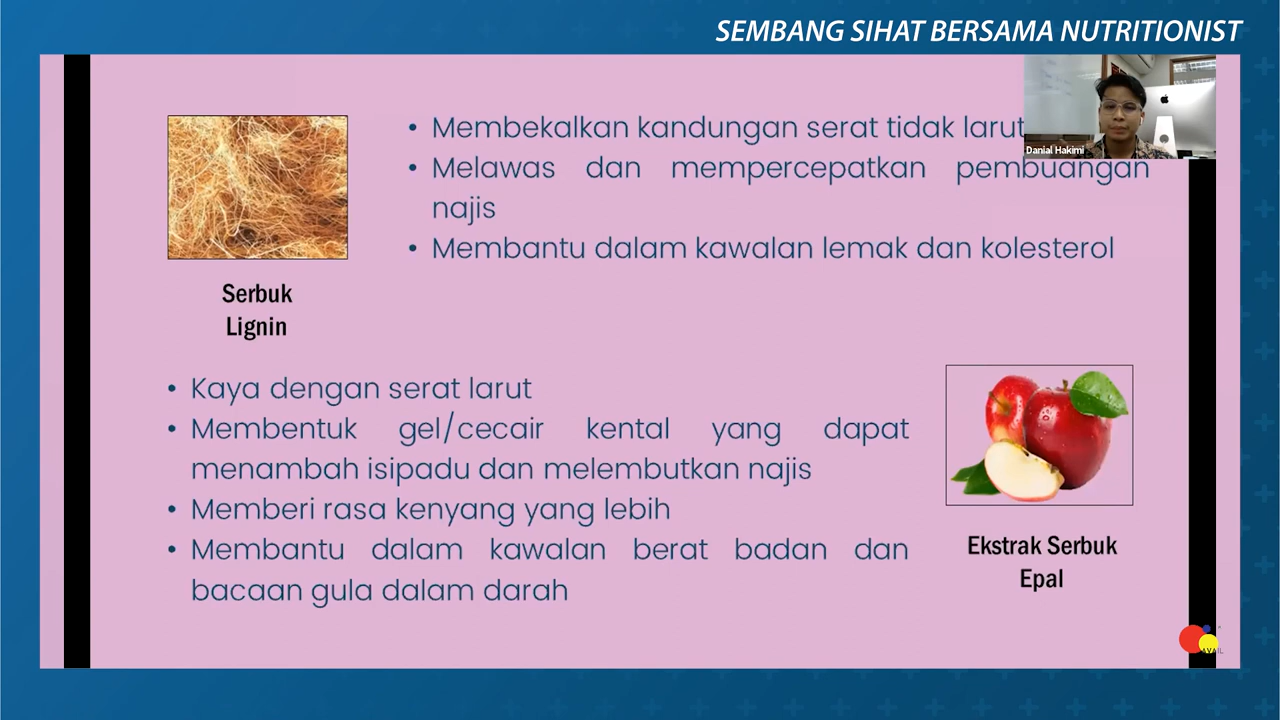 SEMBANG SIHAT BERSAMA NUTRITIONIST
Danial Hakimi
• Membekalkan kandungan serat tidak larut
• Melawas dan mempercepatkan pembuangan
najis
• Membantu dalam kawalan lemak dan kolesterol
Serbuk
Lignin
• Kaya dengan serat larut
• Membentuk gel/cecair kental yang dapat
menambah isipadu dan melembutkan najis
• Memberi rasa kenyang yang lebih
• Membantu dalam kawalan berat badan dan
bacaan gula dalam darah
Ekstrak Serbuk
Epal
AVAIL